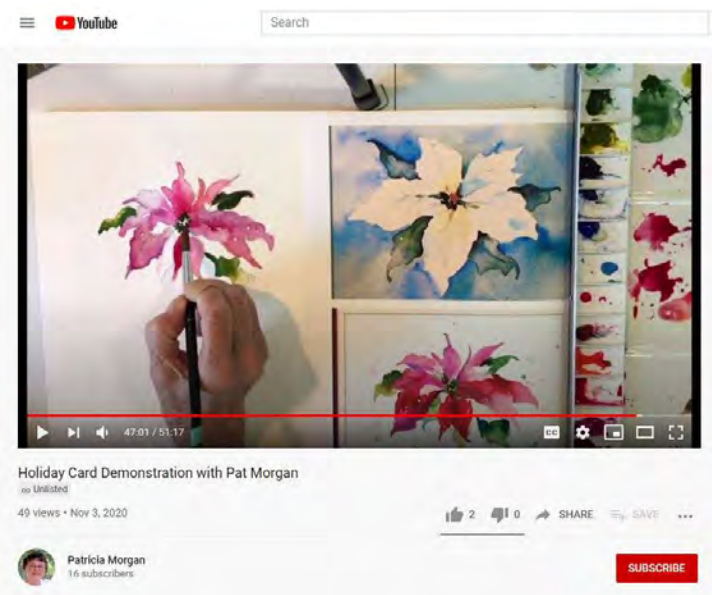 YouTube
Search
47:01 / 51:17
CC
Holiday Card Demonstration with Pat Morgan
Unlisted
49 views • Nov 3, 2020
2
0
SHARE
SAVE
Patricia Morgan
16 subscribers
SUBSCRIBE